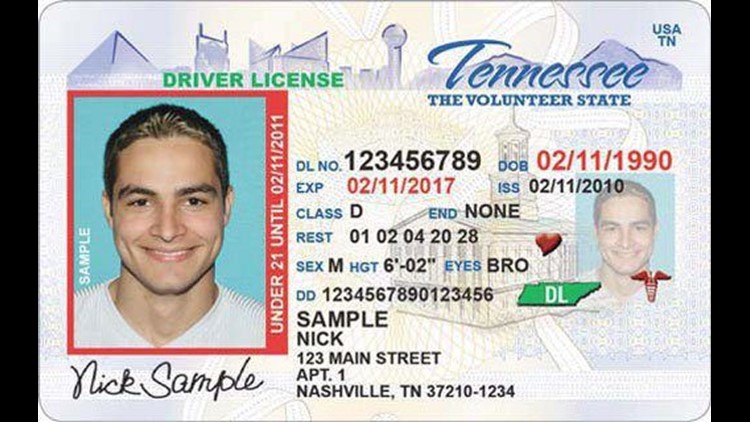 USA
TN
Tennessee
THE VOLUNTEER STATE
DRIVER LICENSE
SAMPLE
UNDER 21 UNTIL 02/11/2011
DL NO. 123456789 DOB 02/11/1990
EXP 02/11/2017 ISS 02/11/2010
CLASS D END NONE
REST 01 02 04 20 28
SEX M HGT 6'-02" EYES BRO
DD 1234567890123456
DL
SAMPLE
NICK
123 MAIN STREET
APT. 1
NASHVILLE, TN 37210-1234
Nick Sample